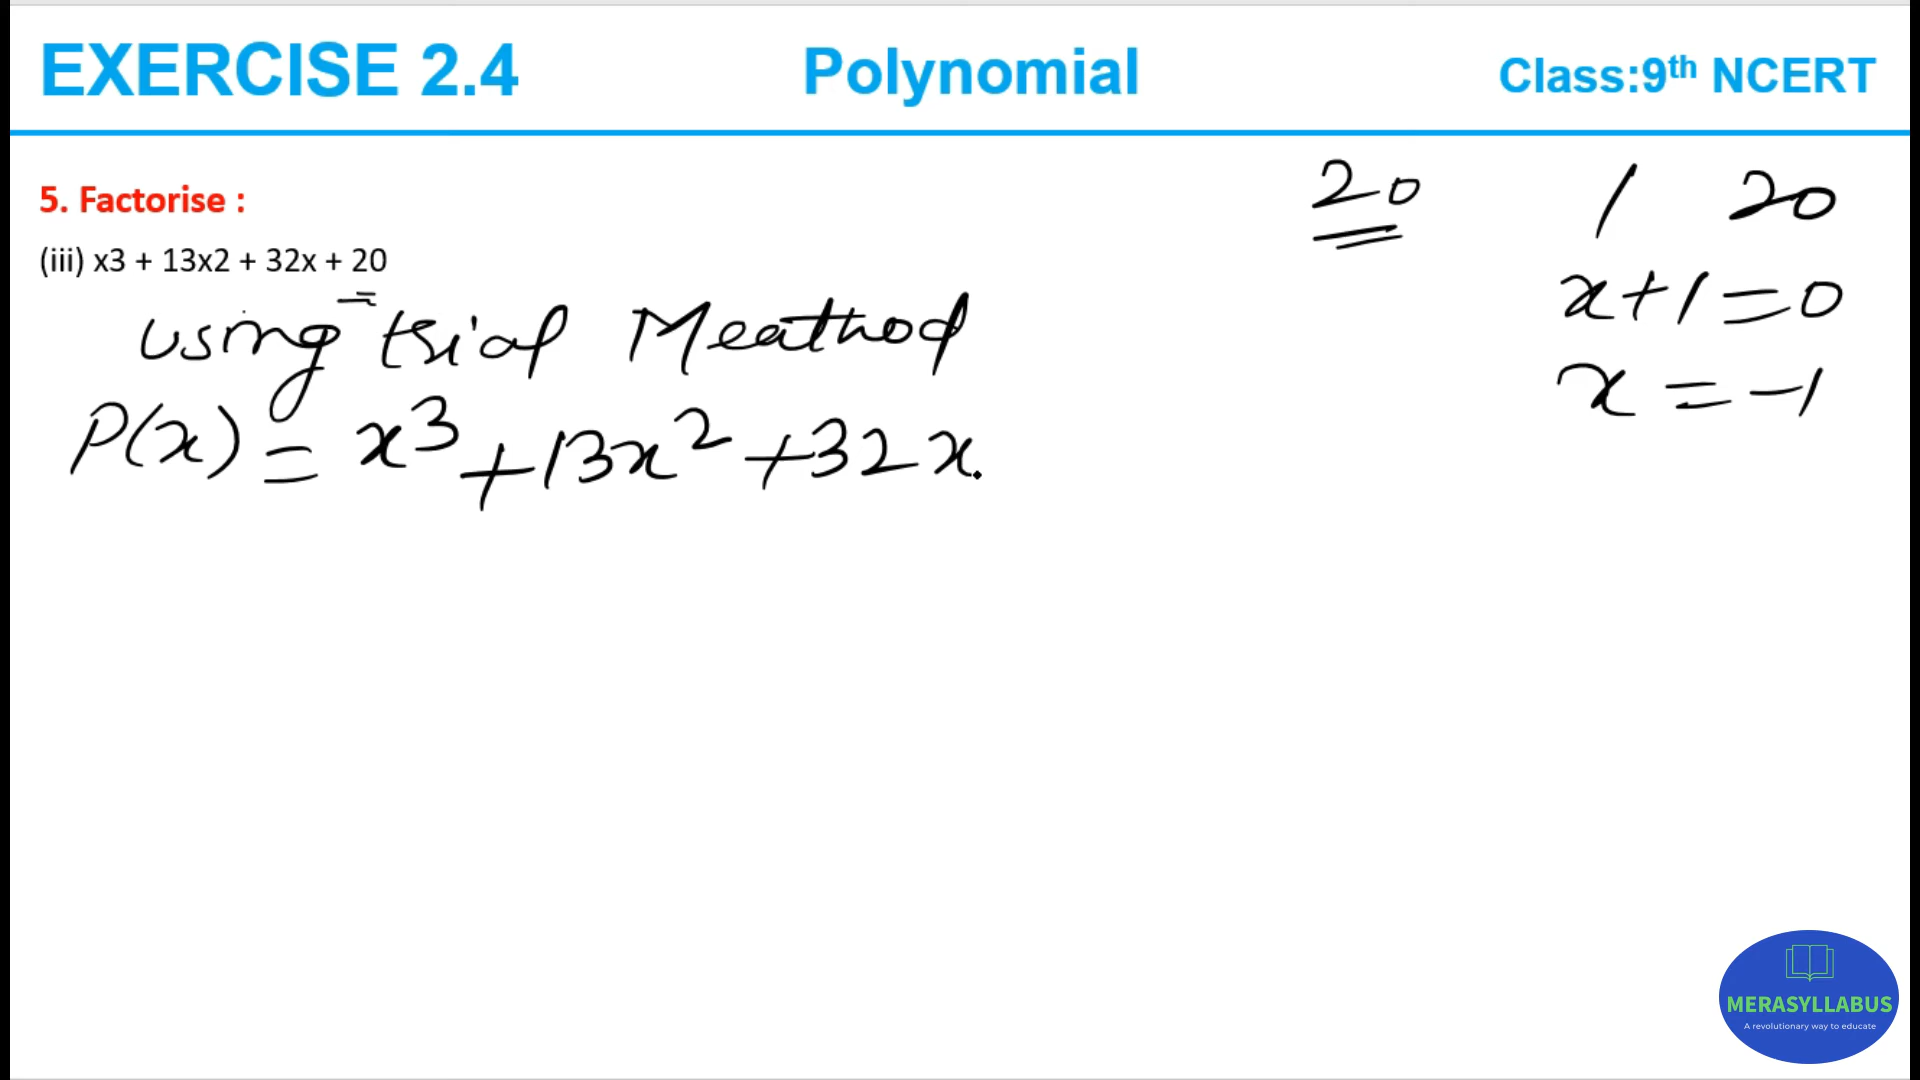 EXERCISE 2.4 Polynomial Class:9th NCERT
5. Factorise :
(iii) x3 + 13x2 + 32x + 20
using trial Meathod
P(x) = x³ + 13x² + 32x
20 1 20
x+1=0
x = -1
MERASYLLABUS
A revolutionary way to educate